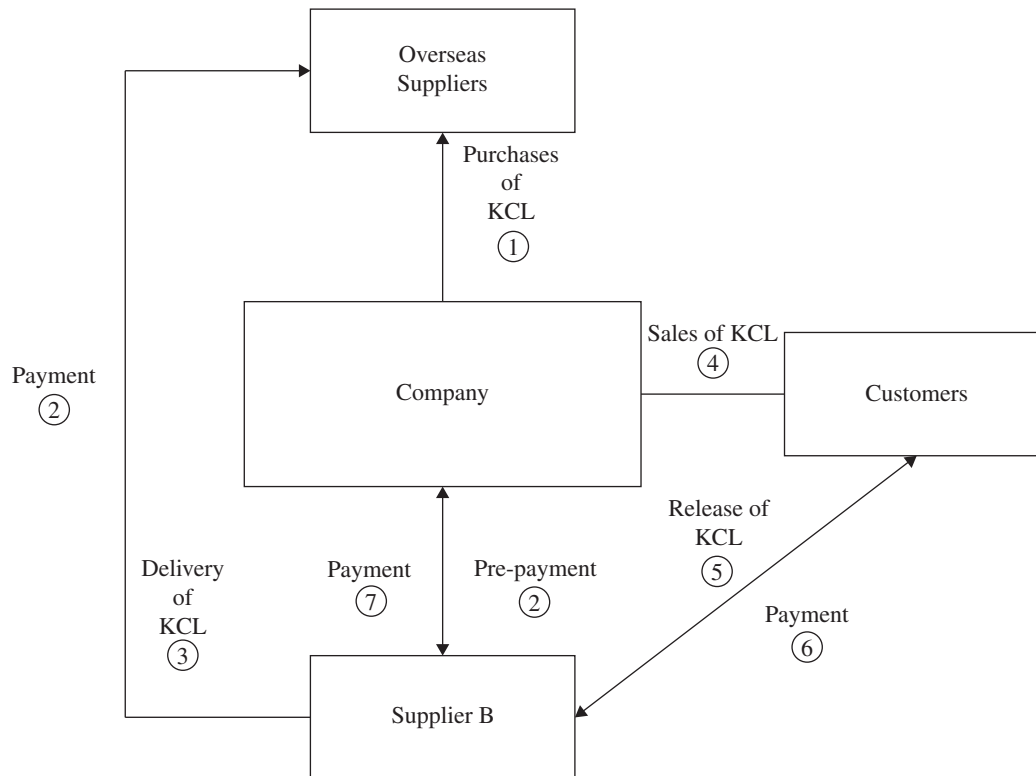 Overseas
Suppliers
Purchases
of
KCL
1
Sales of KCL
4
Payment
2
Company
Customers
Release of
KCL
5
Delivery
of
KCL
3
Payment
7
Pre-payment
2
Payment
6
Supplier B